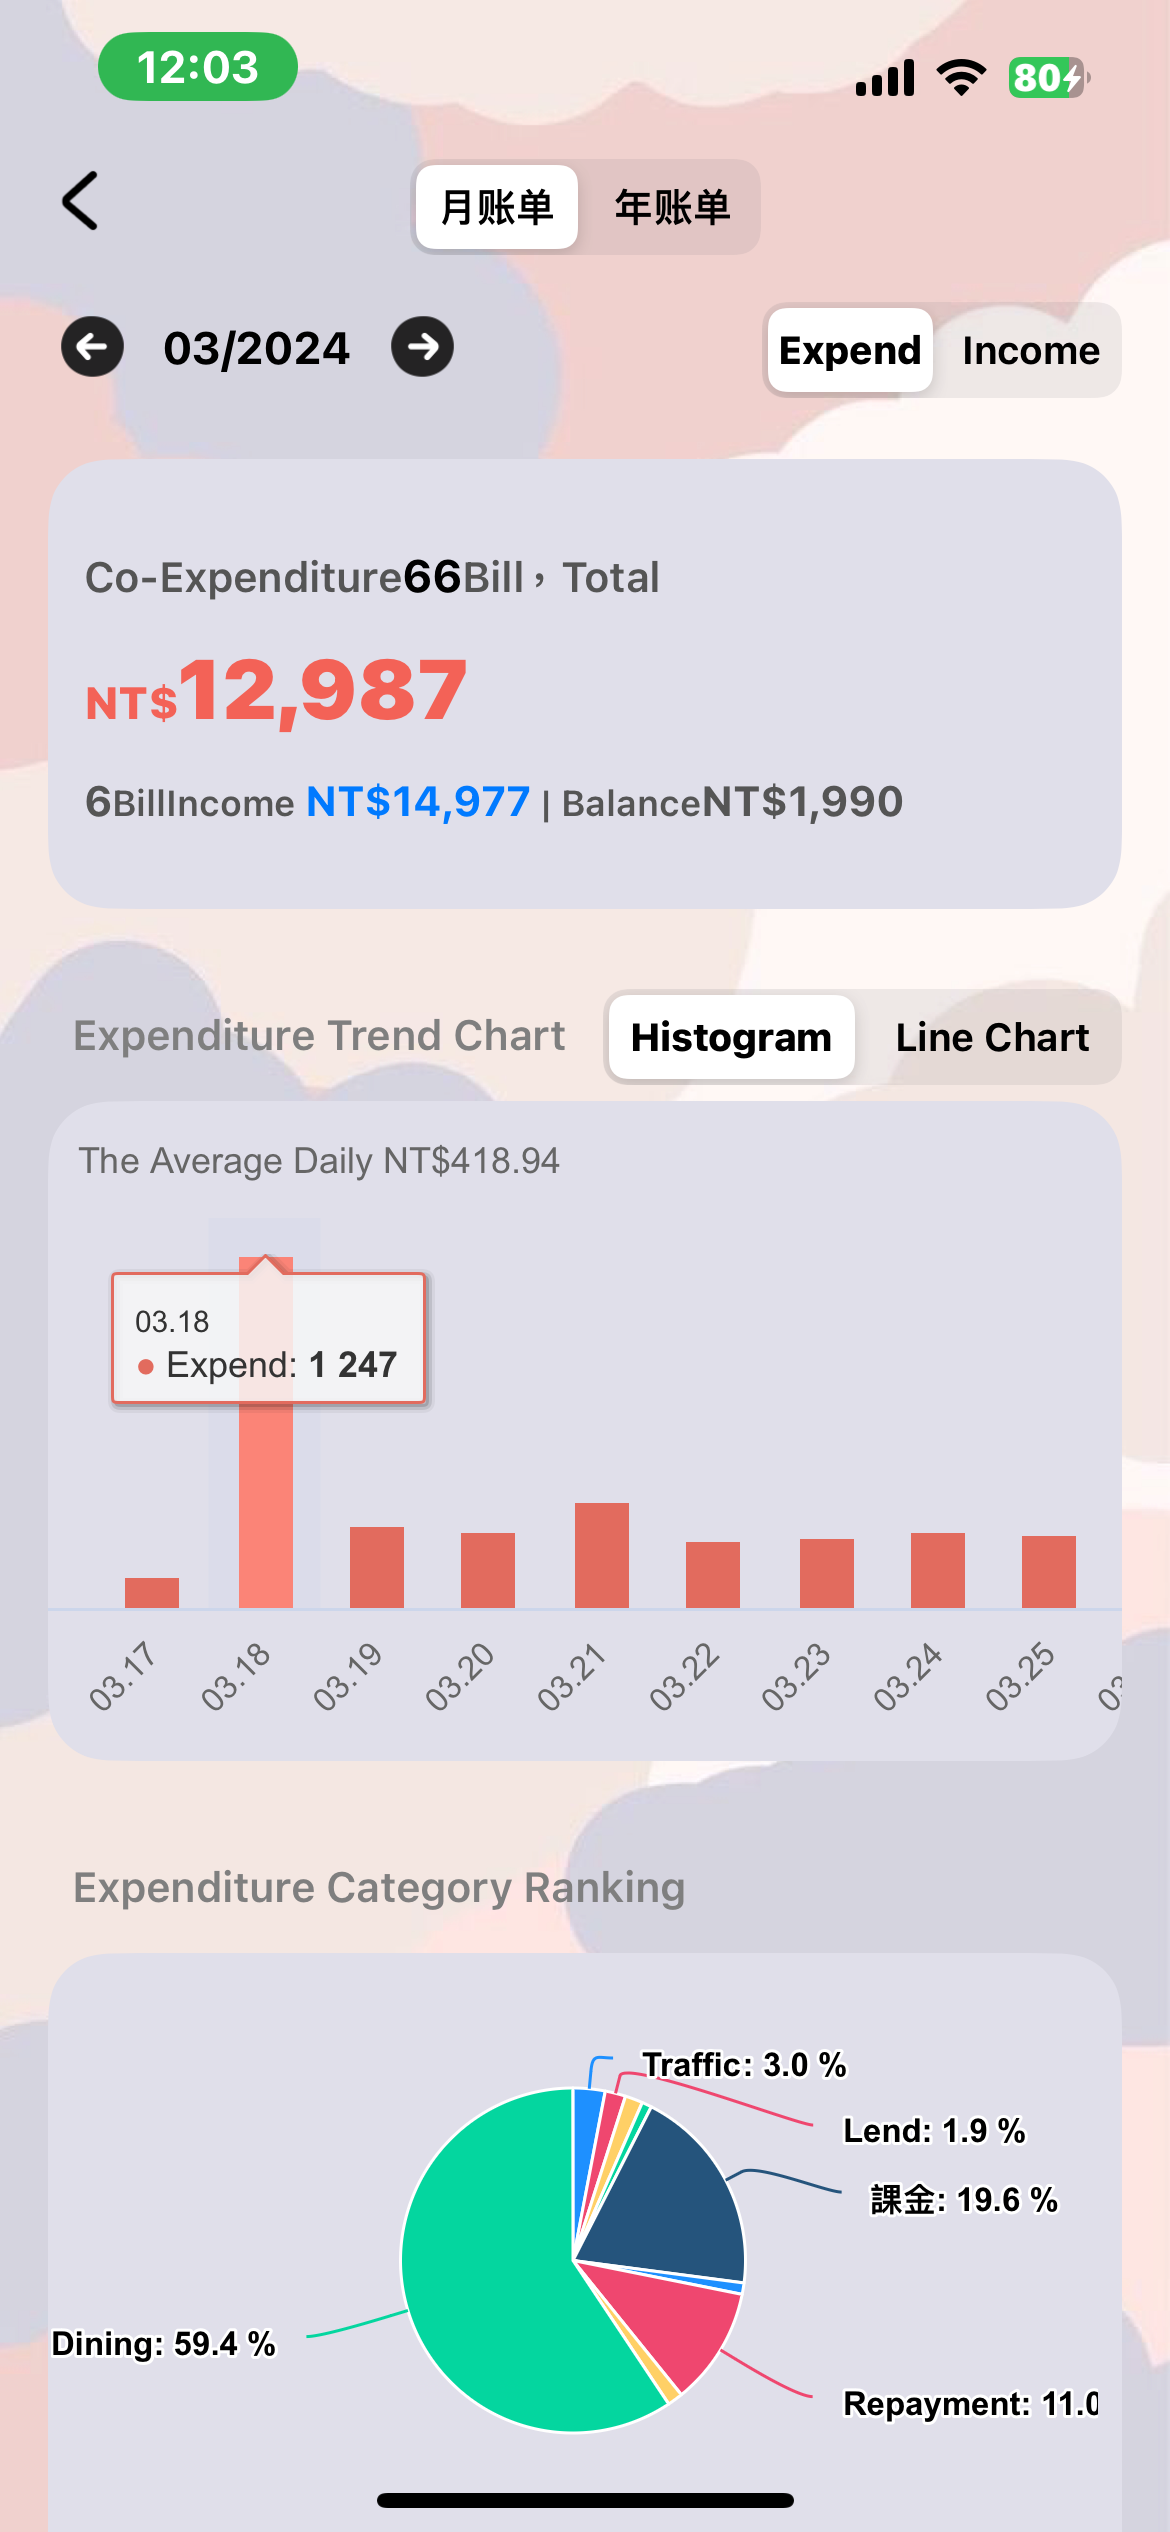 12:03
80
月账单 年账单
03/2024
Expend Income
Co-Expenditure66Bill， Total
NT$12,987
6BillIncome NT$14,977 | BalanceNT$1,990
Expenditure Trend Chart
Histogram Line Chart
The Average Daily NT$418.94
03.18
Expend: 1 247
03.17 03.18 03.19 03.20 03.21 03.22 03.23 03.24 03.25
Expenditure Category Ranking
Traffic: 3.0 %
Lend: 1.9 %
課金: 19.6 %
Dining: 59.4 %
Repayment: 11.0